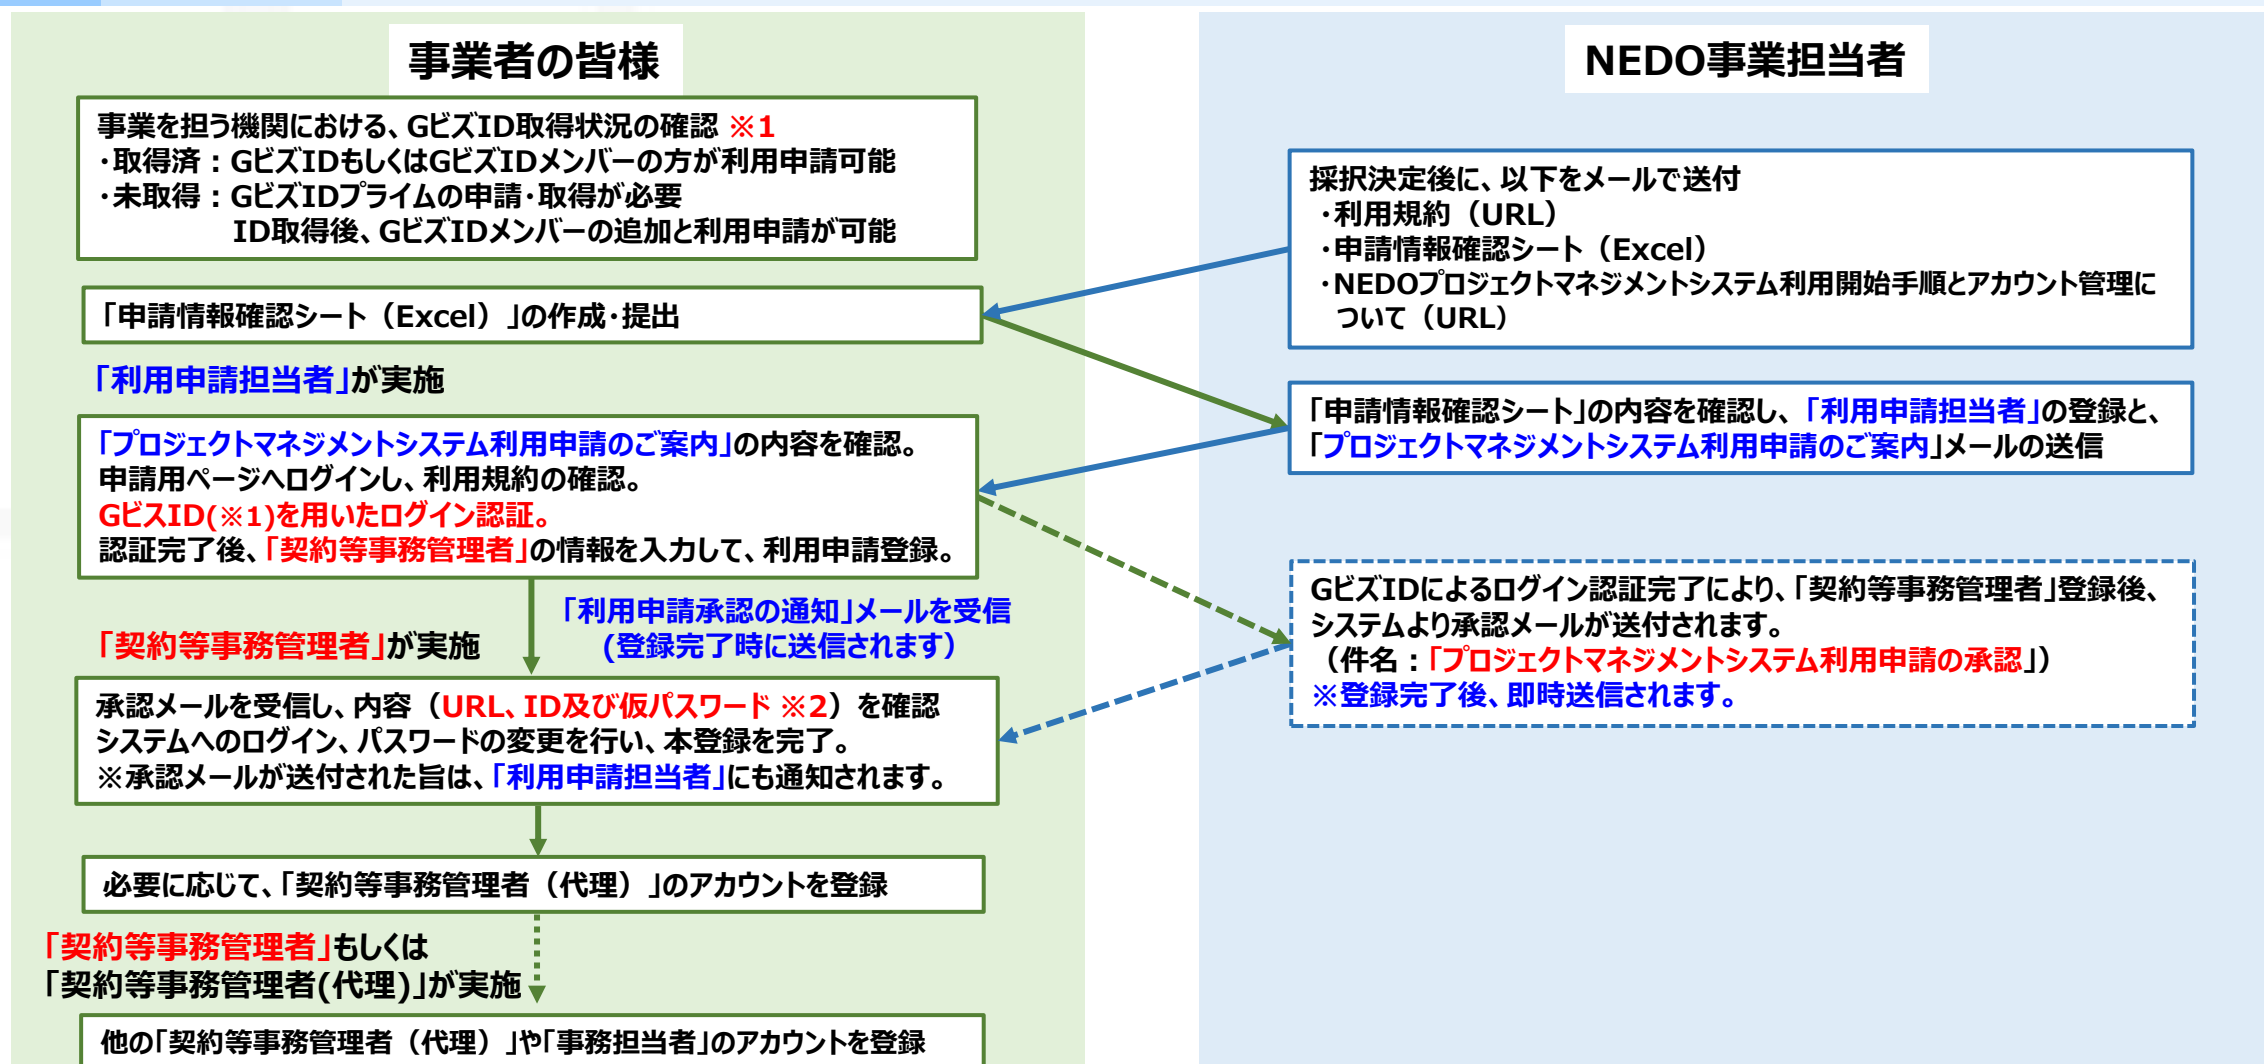 事業者の皆様
事業を担う機関における、GビズID取得状況の確認 ※1
・取得済：GビズIDもしくはGビズIDメンバーの方が利用申請可能
・未取得：GビズIDプライムの申請・取得が必要
ID取得後、GビズIDメンバーの追加と利用申請が可能
「申請情報確認シート（Excel）」の作成・提出
「利用申請担当者」が実施
「プロジェクトマネジメントシステム利用申請のご案内」の内容を確認。
申請用ページへログインし、利用規約の確認。
GビスID(※1)を用いたログイン認証。
認証完了後、「契約等事務管理者」の情報を入力して、利用申請登録。
「利用申請承認の通知」メールを受信
(登録完了時に送信されます）
「契約等事務管理者」が実施
承認メールを受信し、内容（URL、ID及び仮パスワード ※2）を確認
システムへのログイン、パスワードの変更を行い、本登録を完了。
※承認メールが送付された旨は、「利用申請担当者」にも通知されます。
必要に応じて、「契約等事務管理者（代理）」のアカウントを登録
「契約等事務管理者」もしくは
「契約等事務管理者(代理)」が実施
他の「契約等事務管理者（代理）」や「事務担当者」のアカウントを登録
NEDO事業担当者
採択決定後に、以下をメールで送付
・利用規約（URL）
・申請情報確認シート（Excel）
・NEDOプロジェクトマネジメントシステム利用開始手順とアカウント管理に
ついて（URL）
「申請情報確認シート」の内容を確認し、「利用申請担当者」の登録と、
「プロジェクトマネジメントシステム利用申請のご案内」メールの送信
GビズIDによるログイン認証完了により、「契約等事務管理者」登録後、
システムより承認メールが送付されます。
（件名：「プロジェクトマネジメントシステム利用申請の承認」）
※登録完了後、即時送信されます。